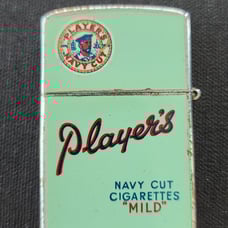 PLAYER'S
NAVY CUT
Player's
NAVY CUT
CIGARETTES
"MILD"